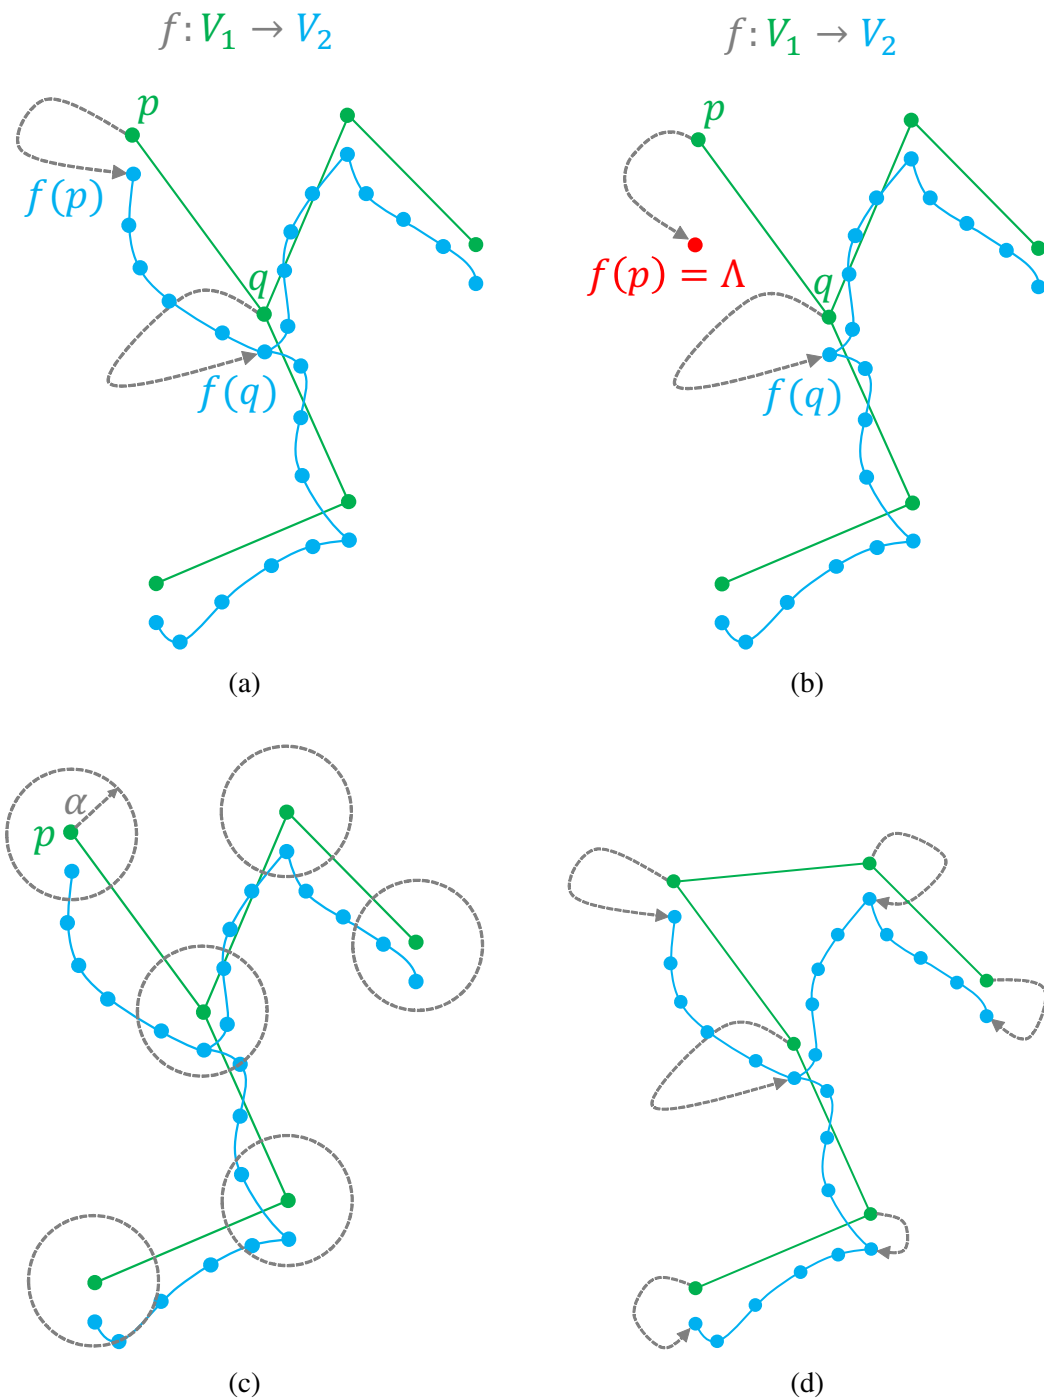 f: V₁ → V₂
p
f(p)
q
f(q)
(a)
f: V₁ → V₂
p
f(p) = Λ
q
f(q)
(b)
α
p
(c)
(d)